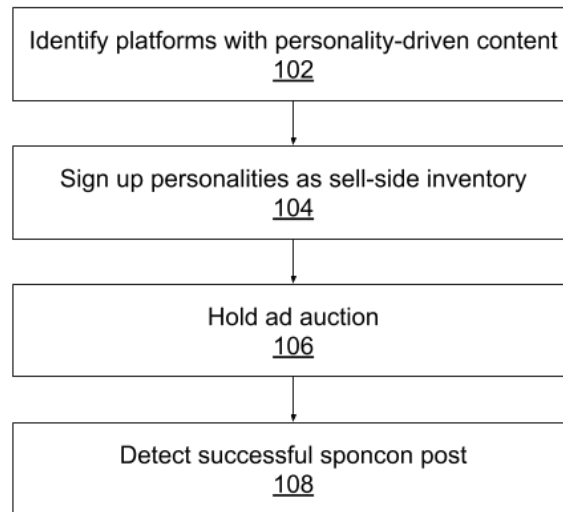 Identify platforms with personality-driven content
102
Sign up personalities as sell-side inventory
104
Hold ad auction
106
Detect successful sponcon post
108